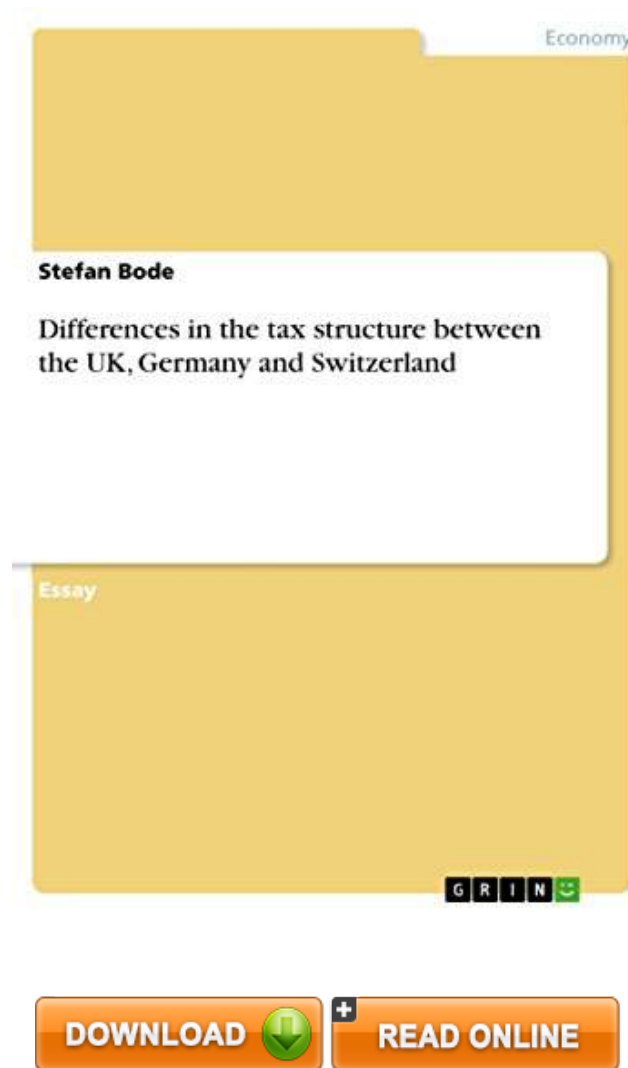 Economy
Stefan Bode
Differences in the tax structure between
the UK, Germany and Switzerland
Essay
GRIN
DOWNLOAD
READ ONLINE